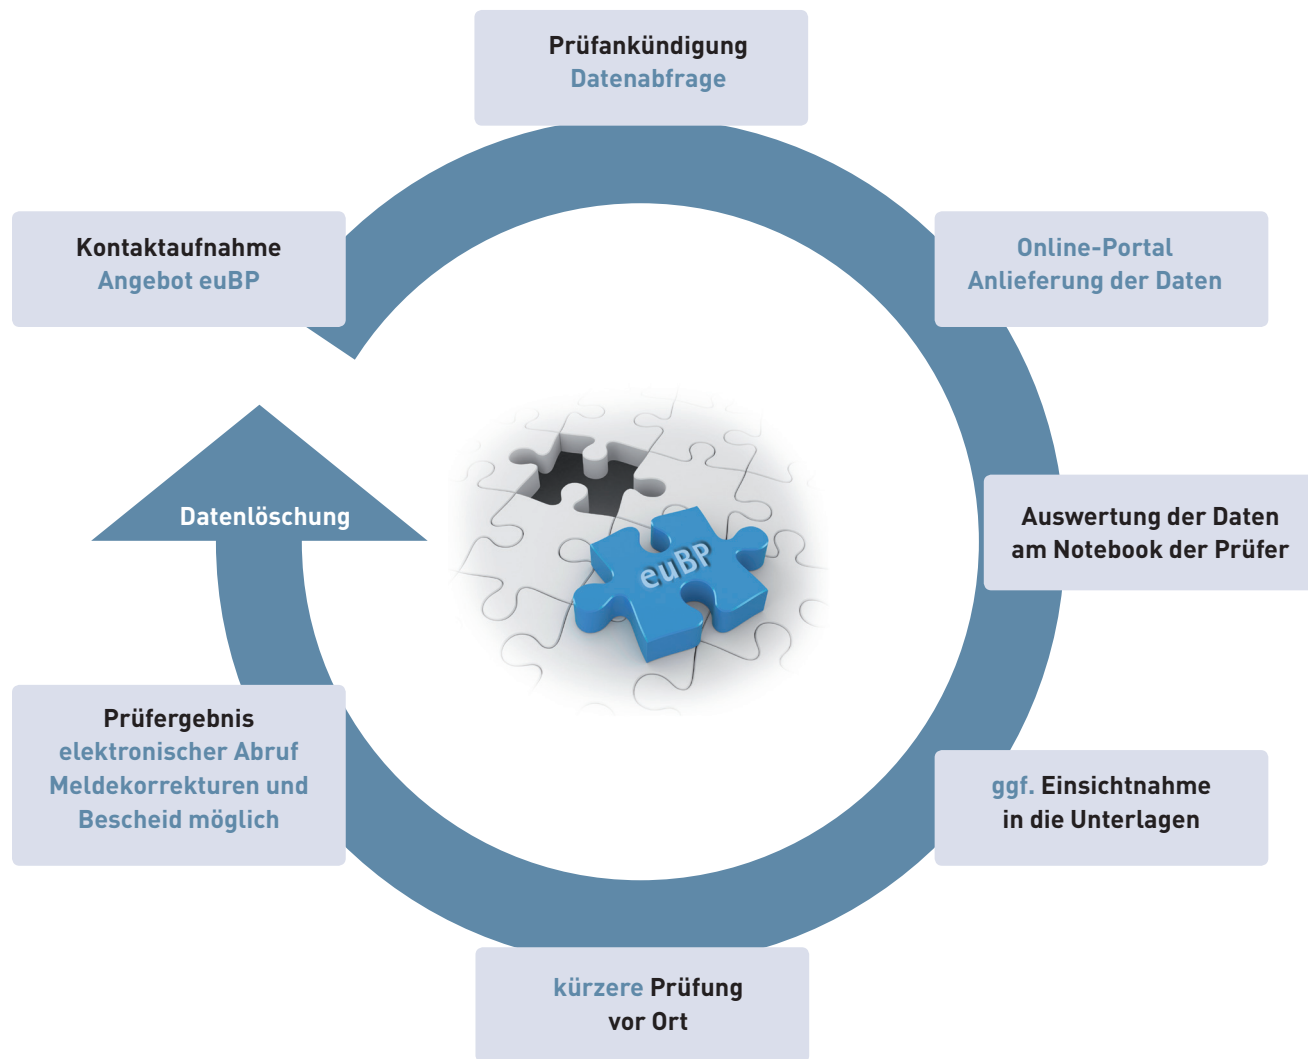 Prüfankündigung
Datenabfrage
Kontaktaufnahme
Angebot euBP
Online-Portal
Anlieferung der Daten
Auswertung der Daten
am Notebook der Prüfer
Datenlöschung
euBP
Prüfergebnis
elektronischer Abruf
Meldekorrekturen und
Bescheid möglich
ggf. Einsichtnahme
in die Unterlagen
kürzere Prüfung
vor Ort